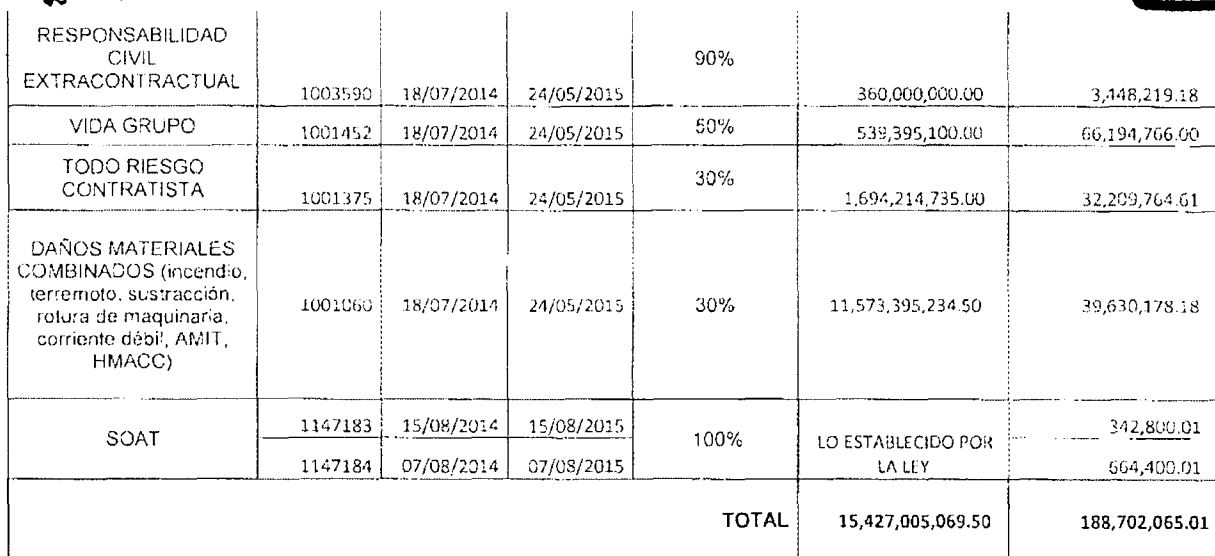 RESPONSABILIDAD
CIVIL
EXTRACONTRACTUAL 1003590 18/07/2014 24/05/2015 90% 360,000,000.00 3,448,219.18
VIDA GRUPO 1001452 18/07/2014 24/05/2015 50% 539,395,100.00 66,194,766.00
TODO RIESGO
CONTRATISTA 1001375 18/07/2014 24/05/2015 30% 1,694,214,735.00 32,209,764.61
DAÑOS MATERIALES
COMBINADOS (incendio,
terremoto, sustracción,
rotura de maquinaria,
corriente débil, AMIT,
HMACC) 1001060 18/07/2014 24/05/2015 30% 11,573,395,234.50 39,630,178.18
SOAT 1147183 15/08/2014 15/08/2015 100% LO ESTABLECIDO POR 342,800.01
1147184 07/08/2014 07/08/2015 LA LEY 664,400.01
TOTAL 15,427,005,069.50 188,702,065.01